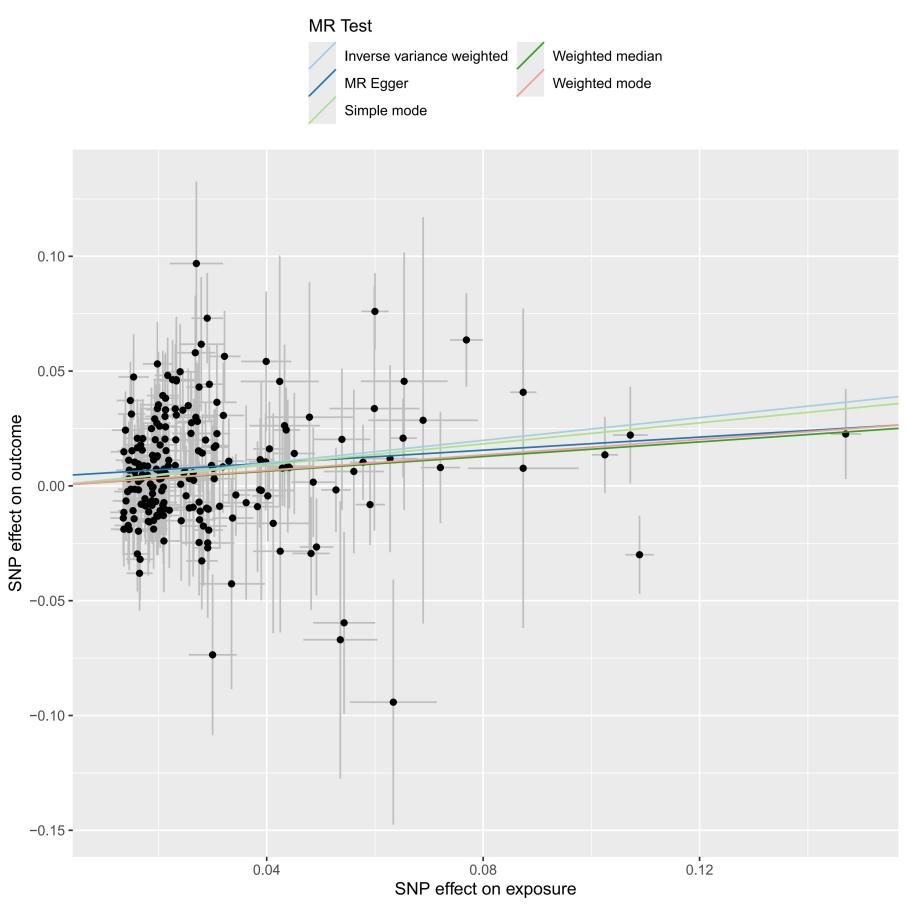 MR Test
Inverse variance weighted
Weighted median
MR Egger
Weighted mode
Simple mode
0.10
0.05
0.00
−0.05
−0.10
−0.15
SNP effect on outcome
0.04
0.08
0.12
SNP effect on exposure